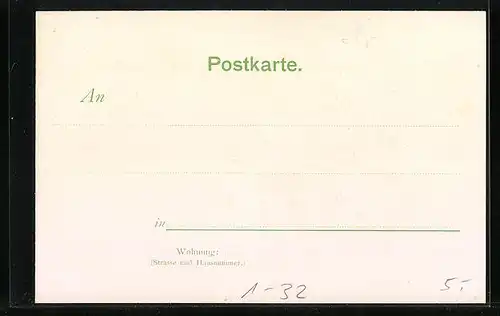 Postkarte.
An
in
Wohnung:
(Strasse und Hausnummer.)
1-32 5.-